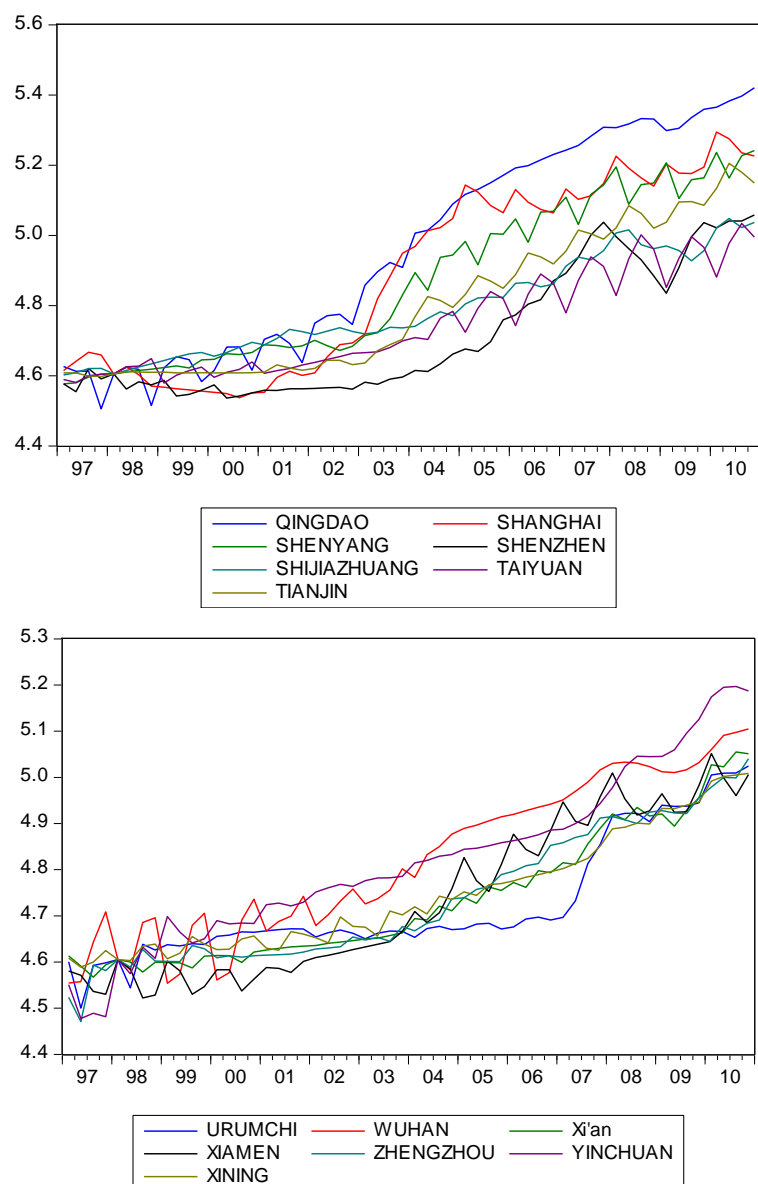 5.6
5.4
5.2
5.0
4.8
4.6
4.4
97 98 99 00 01 02 03 04 05 06 07 08 09 10
QINGDAO SHANGHAI
SHENYANG SHENZHEN
SHIJIAZHUANG TAIYUAN
TIANJIN
5.3
5.2
5.1
5.0
4.9
4.8
4.7
4.6
4.5
4.4
97 98 99 00 01 02 03 04 05 06 07 08 09 10
URUMCHI WUHAN Xi'an
XIAMEN ZHENGZHOU YINCHUAN
XINING